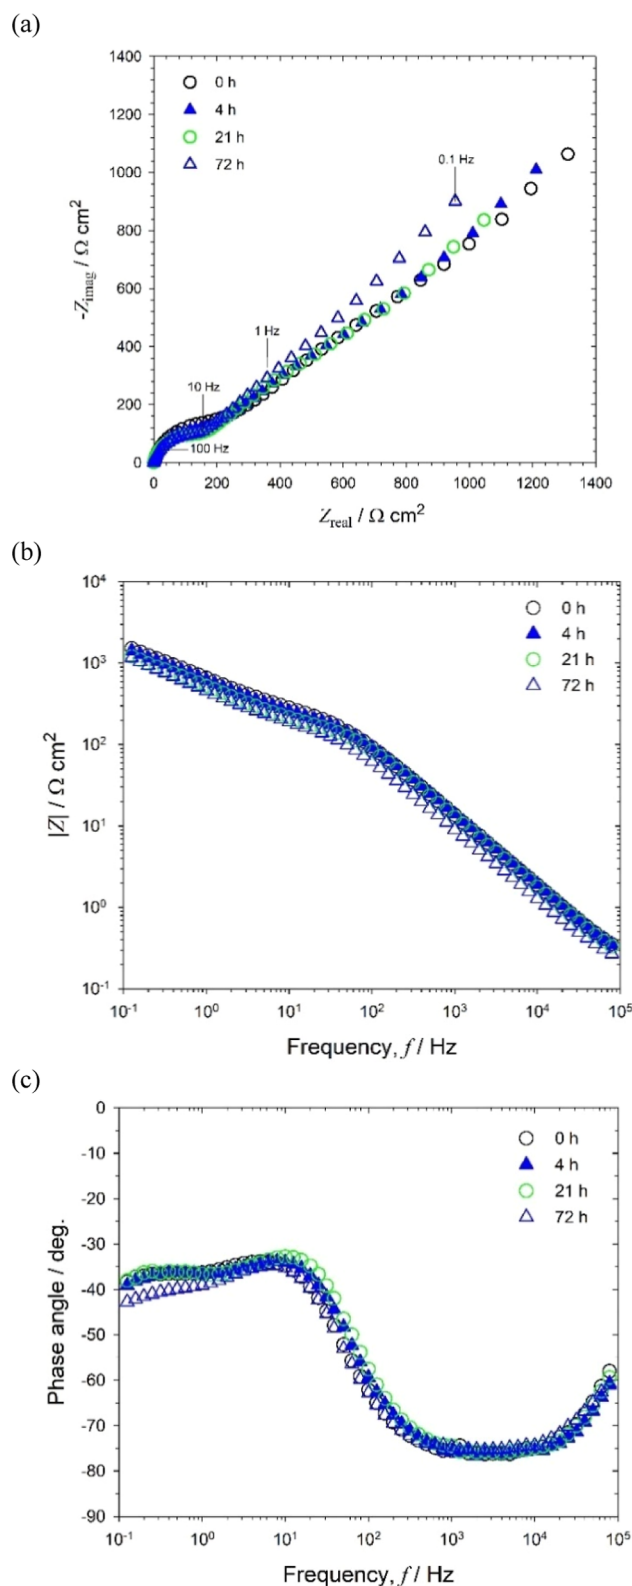 (a)
1400
1200
1000
800
600
400
200
0
-Zimag / Ω cm²
0 h
4 h
21 h
72 h
0.1 Hz
1 Hz
10 Hz
100 Hz
0 200 400 600 800 1000 1200 1400
Zreal / Ω cm²
(b)
10⁴
10³
10²
10¹
10⁰
10⁻¹
|Z| / Ω cm²
0 h
4 h
21 h
72 h
10⁻¹ 10⁰ 10¹ 10² 10³ 10⁴ 10⁵
Frequency, f / Hz
(c)
0
-10
-20
-30
-40
-50
-60
-70
-80
-90
Phase angle / deg.
0 h
4 h
21 h
72 h
10⁻¹ 10⁰ 10¹ 10² 10³ 10⁴ 10⁵
Frequency, f / Hz